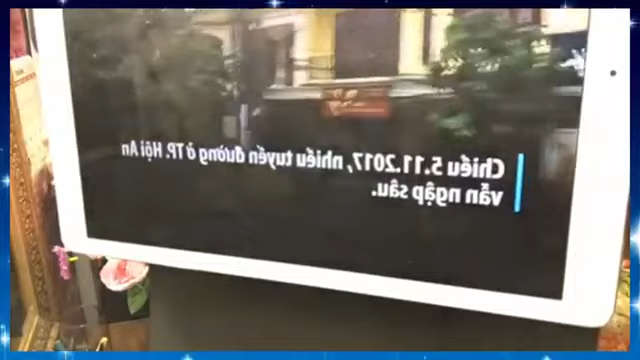 Chiều 5.11.2017, nhiều tuyến đường ở TP. Hội An
vẫn ngập sâu.